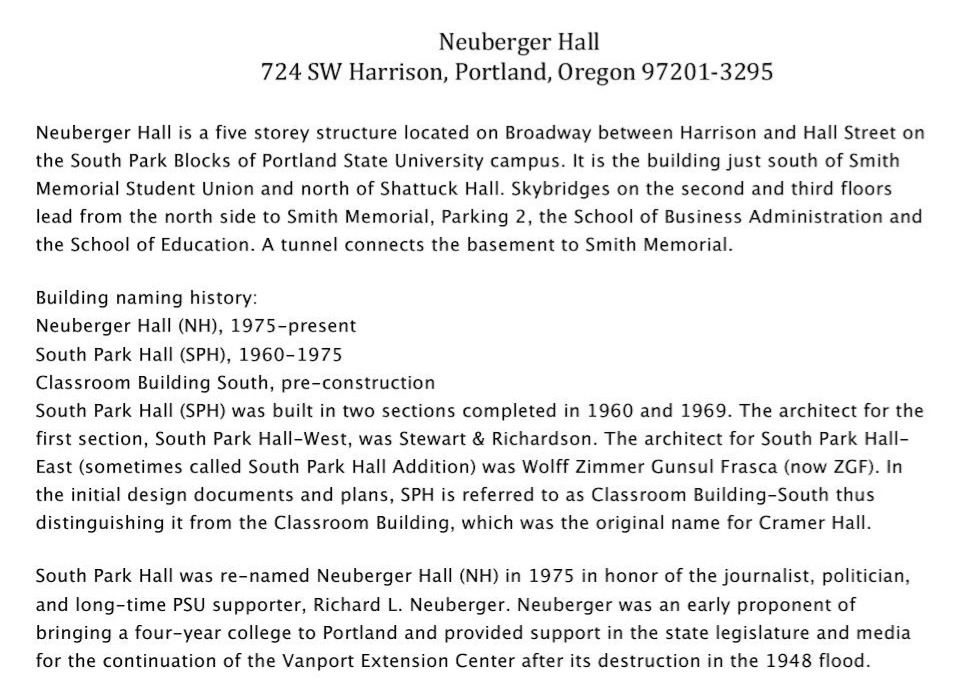 Neuberger Hall
724 SW Harrison, Portland, Oregon 97201-3295
Neuberger Hall is a five storey structure located on Broadway between Harrison and Hall Street on
the South Park Blocks of Portland State University campus. It is the building just south of Smith
Memorial Student Union and north of Shattuck Hall. Skybridges on the second and third floors
lead from the north side to Smith Memorial, Parking 2, the School of Business Administration and
the School of Education. A tunnel connects the basement to Smith Memorial.
Building naming history:
Neuberger Hall (NH), 1975-present
South Park Hall (SPH), 1960-1975
Classroom Building South, pre-construction
South Park Hall (SPH) was built in two sections completed in 1960 and 1969. The architect for the
first section, South Park Hall-West, was Stewart & Richardson. The architect for South Park Hall-
East (sometimes called South Park Hall Addition) was Wolff Zimmer Gunsul Frasca (now ZGF). In
the initial design documents and plans, SPH is referred to as Classroom Building-South thus
distinguishing it from the Classroom Building, which was the original name for Cramer Hall.
South Park Hall was re-named Neuberger Hall (NH) in 1975 in honor of the journalist, politician,
and long-time PSU supporter, Richard L. Neuberger. Neuberger was an early proponent of
bringing a four-year college to Portland and provided support in the state legislature and media
for the continuation of the Vanport Extension Center after its destruction in the 1948 flood.